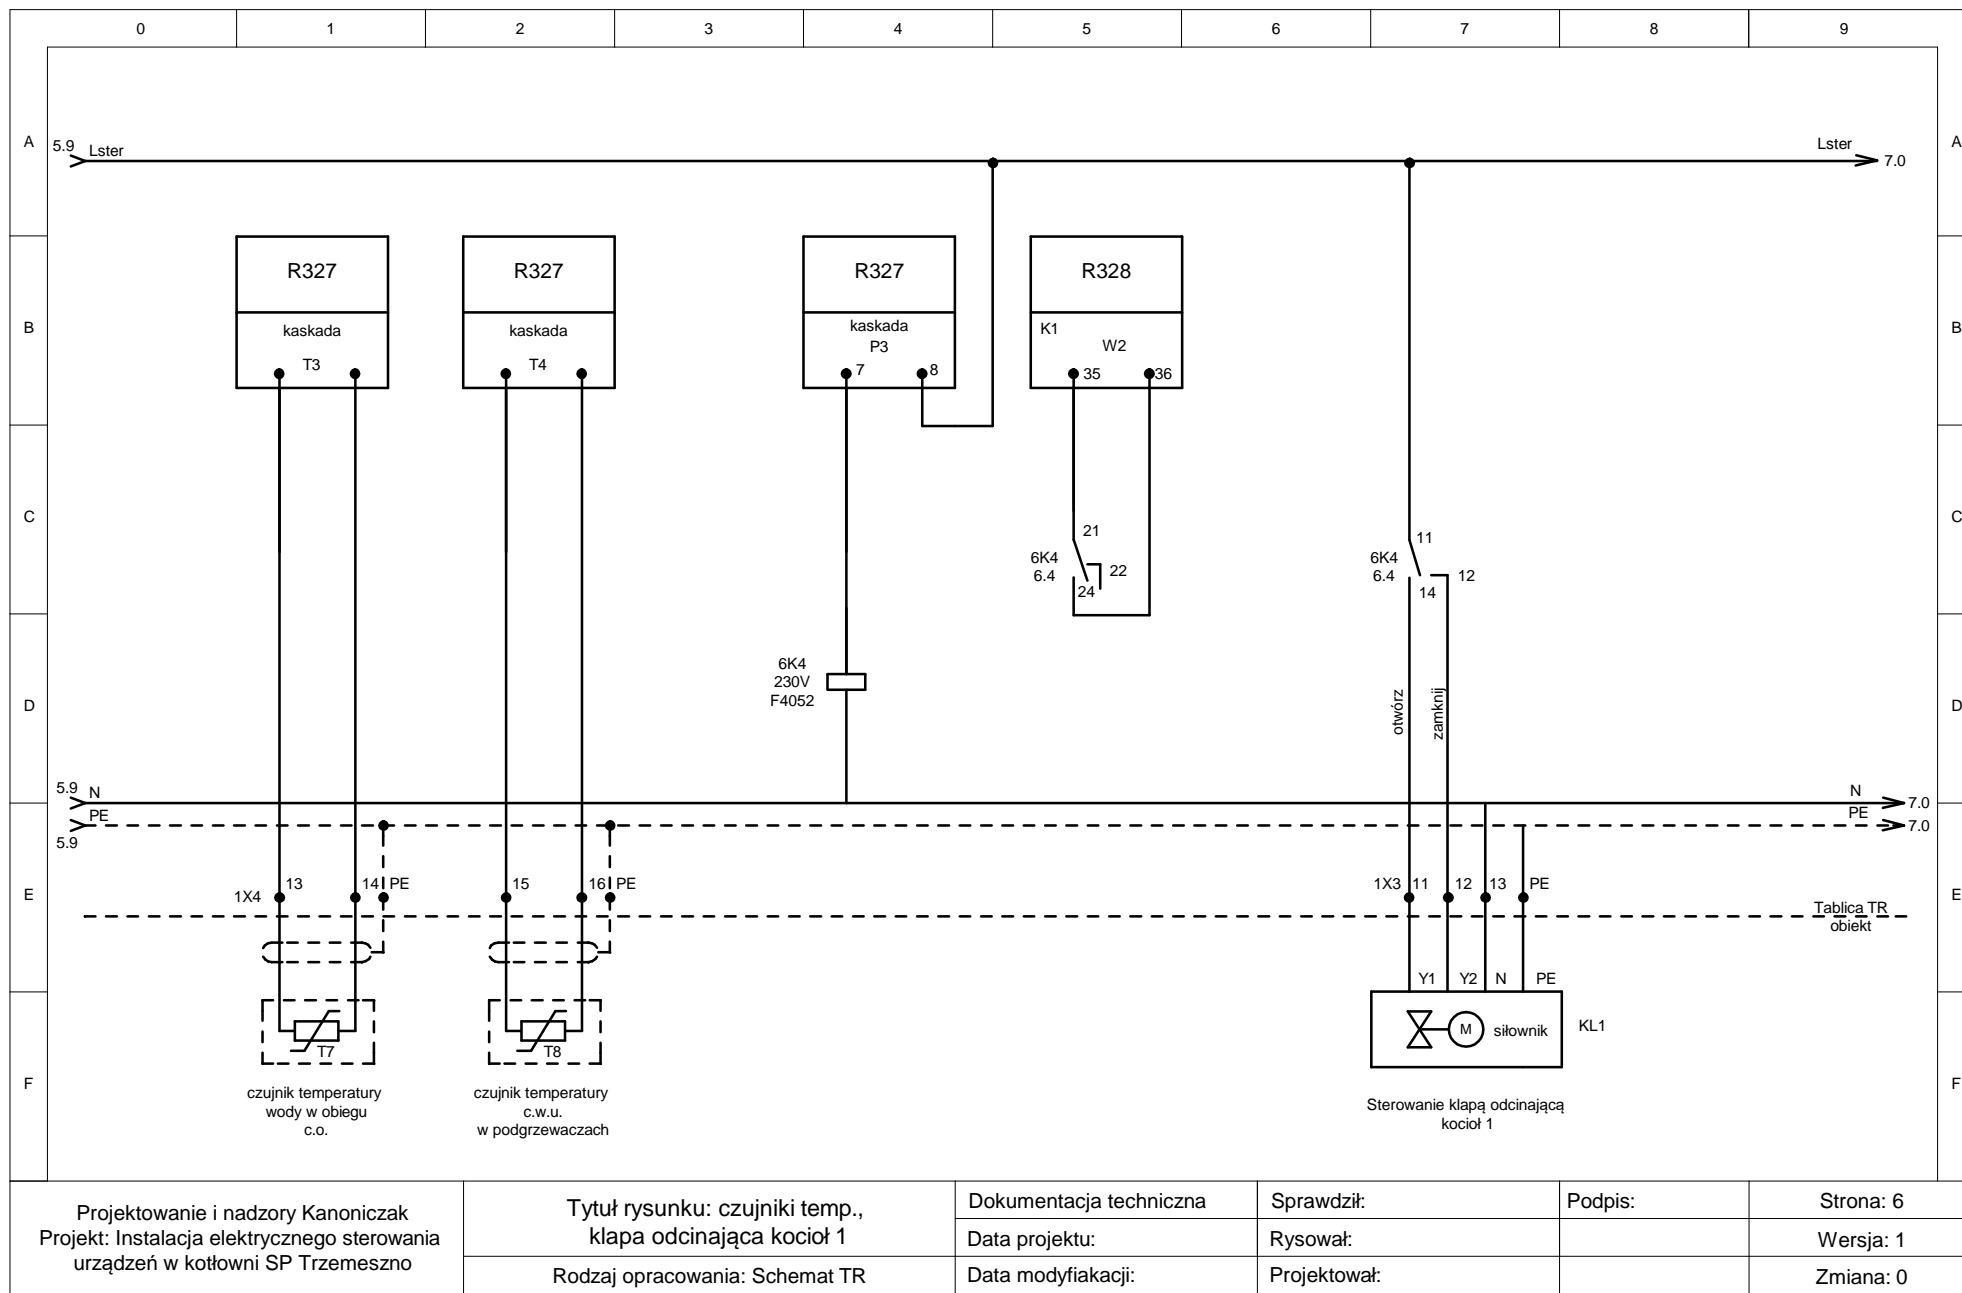 0 1 2 3 4 5 6 7 8 9
A 5.9 Lster Lster 7.0 A
R327 R327 R327 R328
B kaskada kaskada kaskada K1 B
T3 T4 P3 W2
7 8 35 36
C 21 11 C
6K4 22 6K4 12
6.4 24 6.4 14
6K4
230V
F4052
D otwórz zamknij D
5.9 N N 7.0
PE PE 7.0
5.9
E 1X4 13 14 PE 15 16 PE 1X3 11 12 13 PE E
Tablica TR
obiekt
Y1 Y2 N PE
T7 T8 M siłownik KL1
F F
czujnik temperatury
wody w obiegu
c.o.
czujnik temperatury
c.w.u.
w podgrzewaczach
Sterowanie klapą odcinającą
kocioł 1
Projektowanie i nadzory Kanoniczak
Projekt: Instalacja elektrycznego sterowania
urządzeń w kotłowni SP Trzemeszno
Tytuł rysunku: czujniki temp.,
klapa odcinająca kocioł 1
Rodzaj opracowania: Schemat TR
Dokumentacja techniczna Sprawdził: Podpis: Strona: 6
Data projektu: Rysował: Wersja: 1
Data modyfiakacji: Projektował: Zmiana: 0